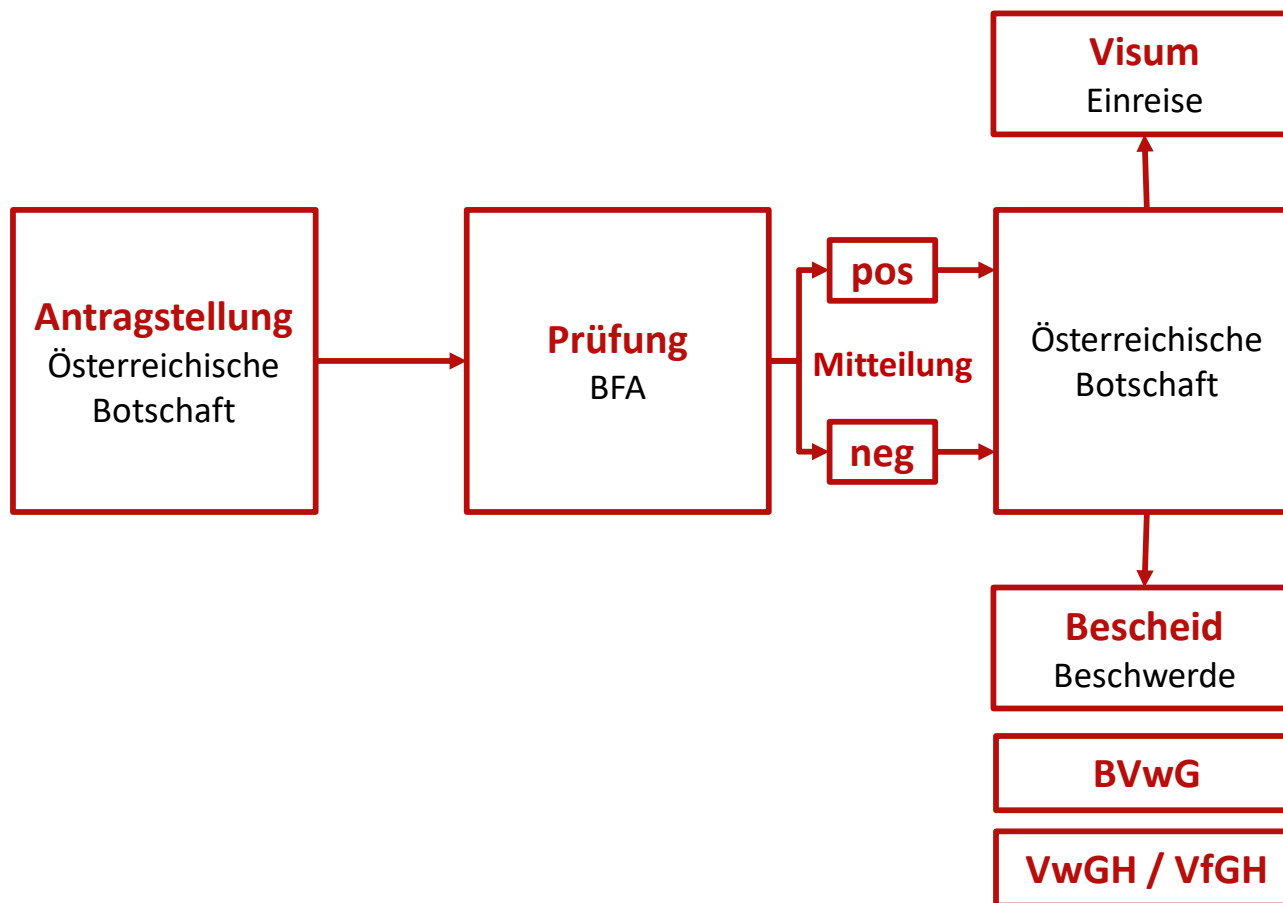 Visum
Einreise
Antragstellung
Österreichische
Botschaft
Prüfung
BFA
pos
Mitteilung
neg
Österreichische
Botschaft
Bescheid
Beschwerde
BVwG
VwGH / VfGH